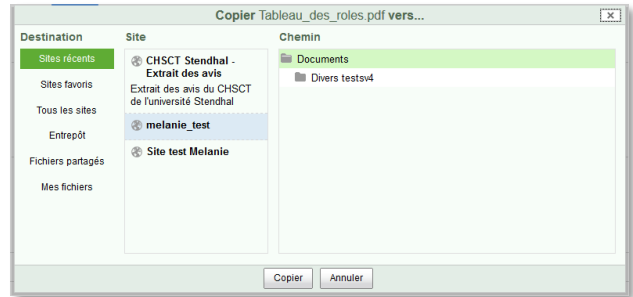 Copier Tableau_des_roles.pdf vers...
x
Destination
Sites récents
Sites favoris
Tous les sites
Entrepôt
Fichiers partagés
Mes fichiers
Site
CHSCT Stendhal -
Extrait des avis
Extrait des avis du CHSCT
de l'université Stendhal
melanie_test
Site test Melanie
Chemin
Documents
Divers testsv4
Copier
Annuler